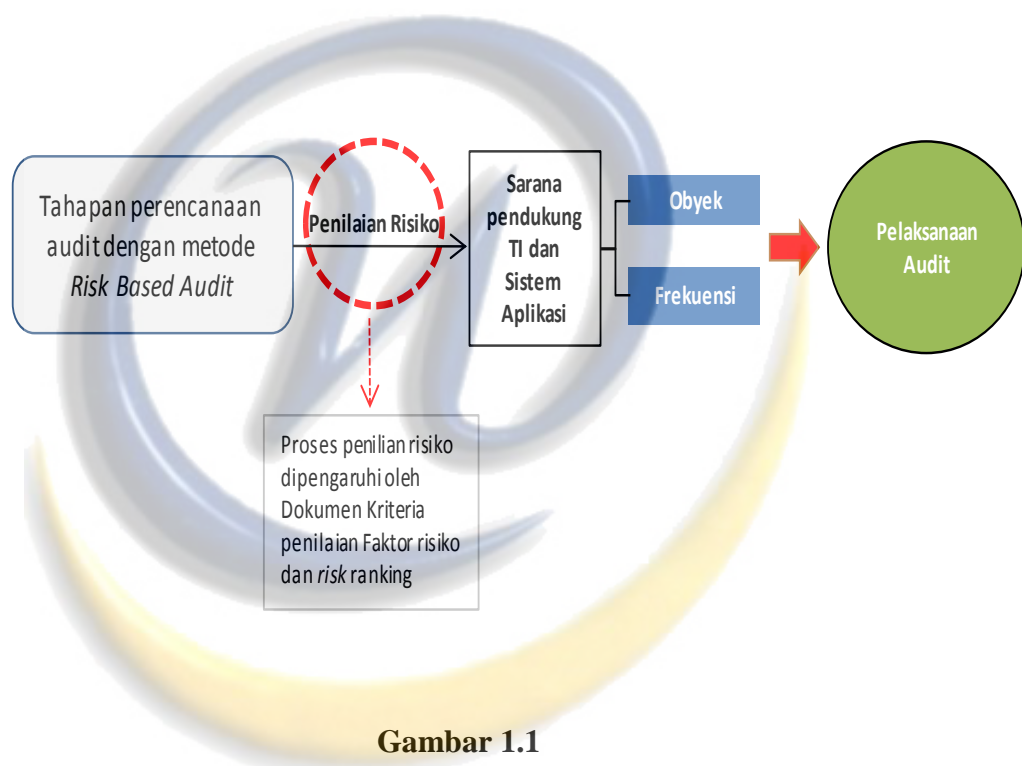 Tahapan perencanaan
audit dengan metode
Risk Based Audit
Penilaian Risiko
Sarana
pendukung
TI dan
Sistem
Aplikasi
Obyek
Frekuensi
Pelaksanaan
Audit
Proses penilian risiko
dipengaruhi oleh
Dokumen Kriteria
penilaian Faktor risiko
dan risk ranking
Gambar 1.1